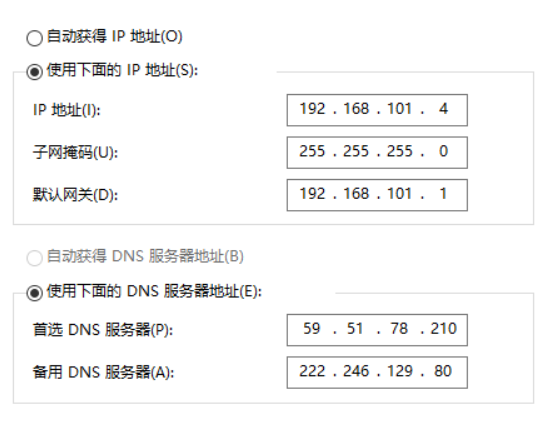 自动获得 IP 地址(O)
使用下面的 IP 地址(S):
IP 地址(I): 192 . 168 . 101 . 4
子网掩码(U): 255 . 255 . 255 . 0
默认网关(D): 192 . 168 . 101 . 1
自动获得 DNS 服务器地址(B)
使用下面的 DNS 服务器地址(E):
首选 DNS 服务器(P): 59 . 51 . 78 . 210
备用 DNS 服务器(A): 222 . 246 . 129 . 80